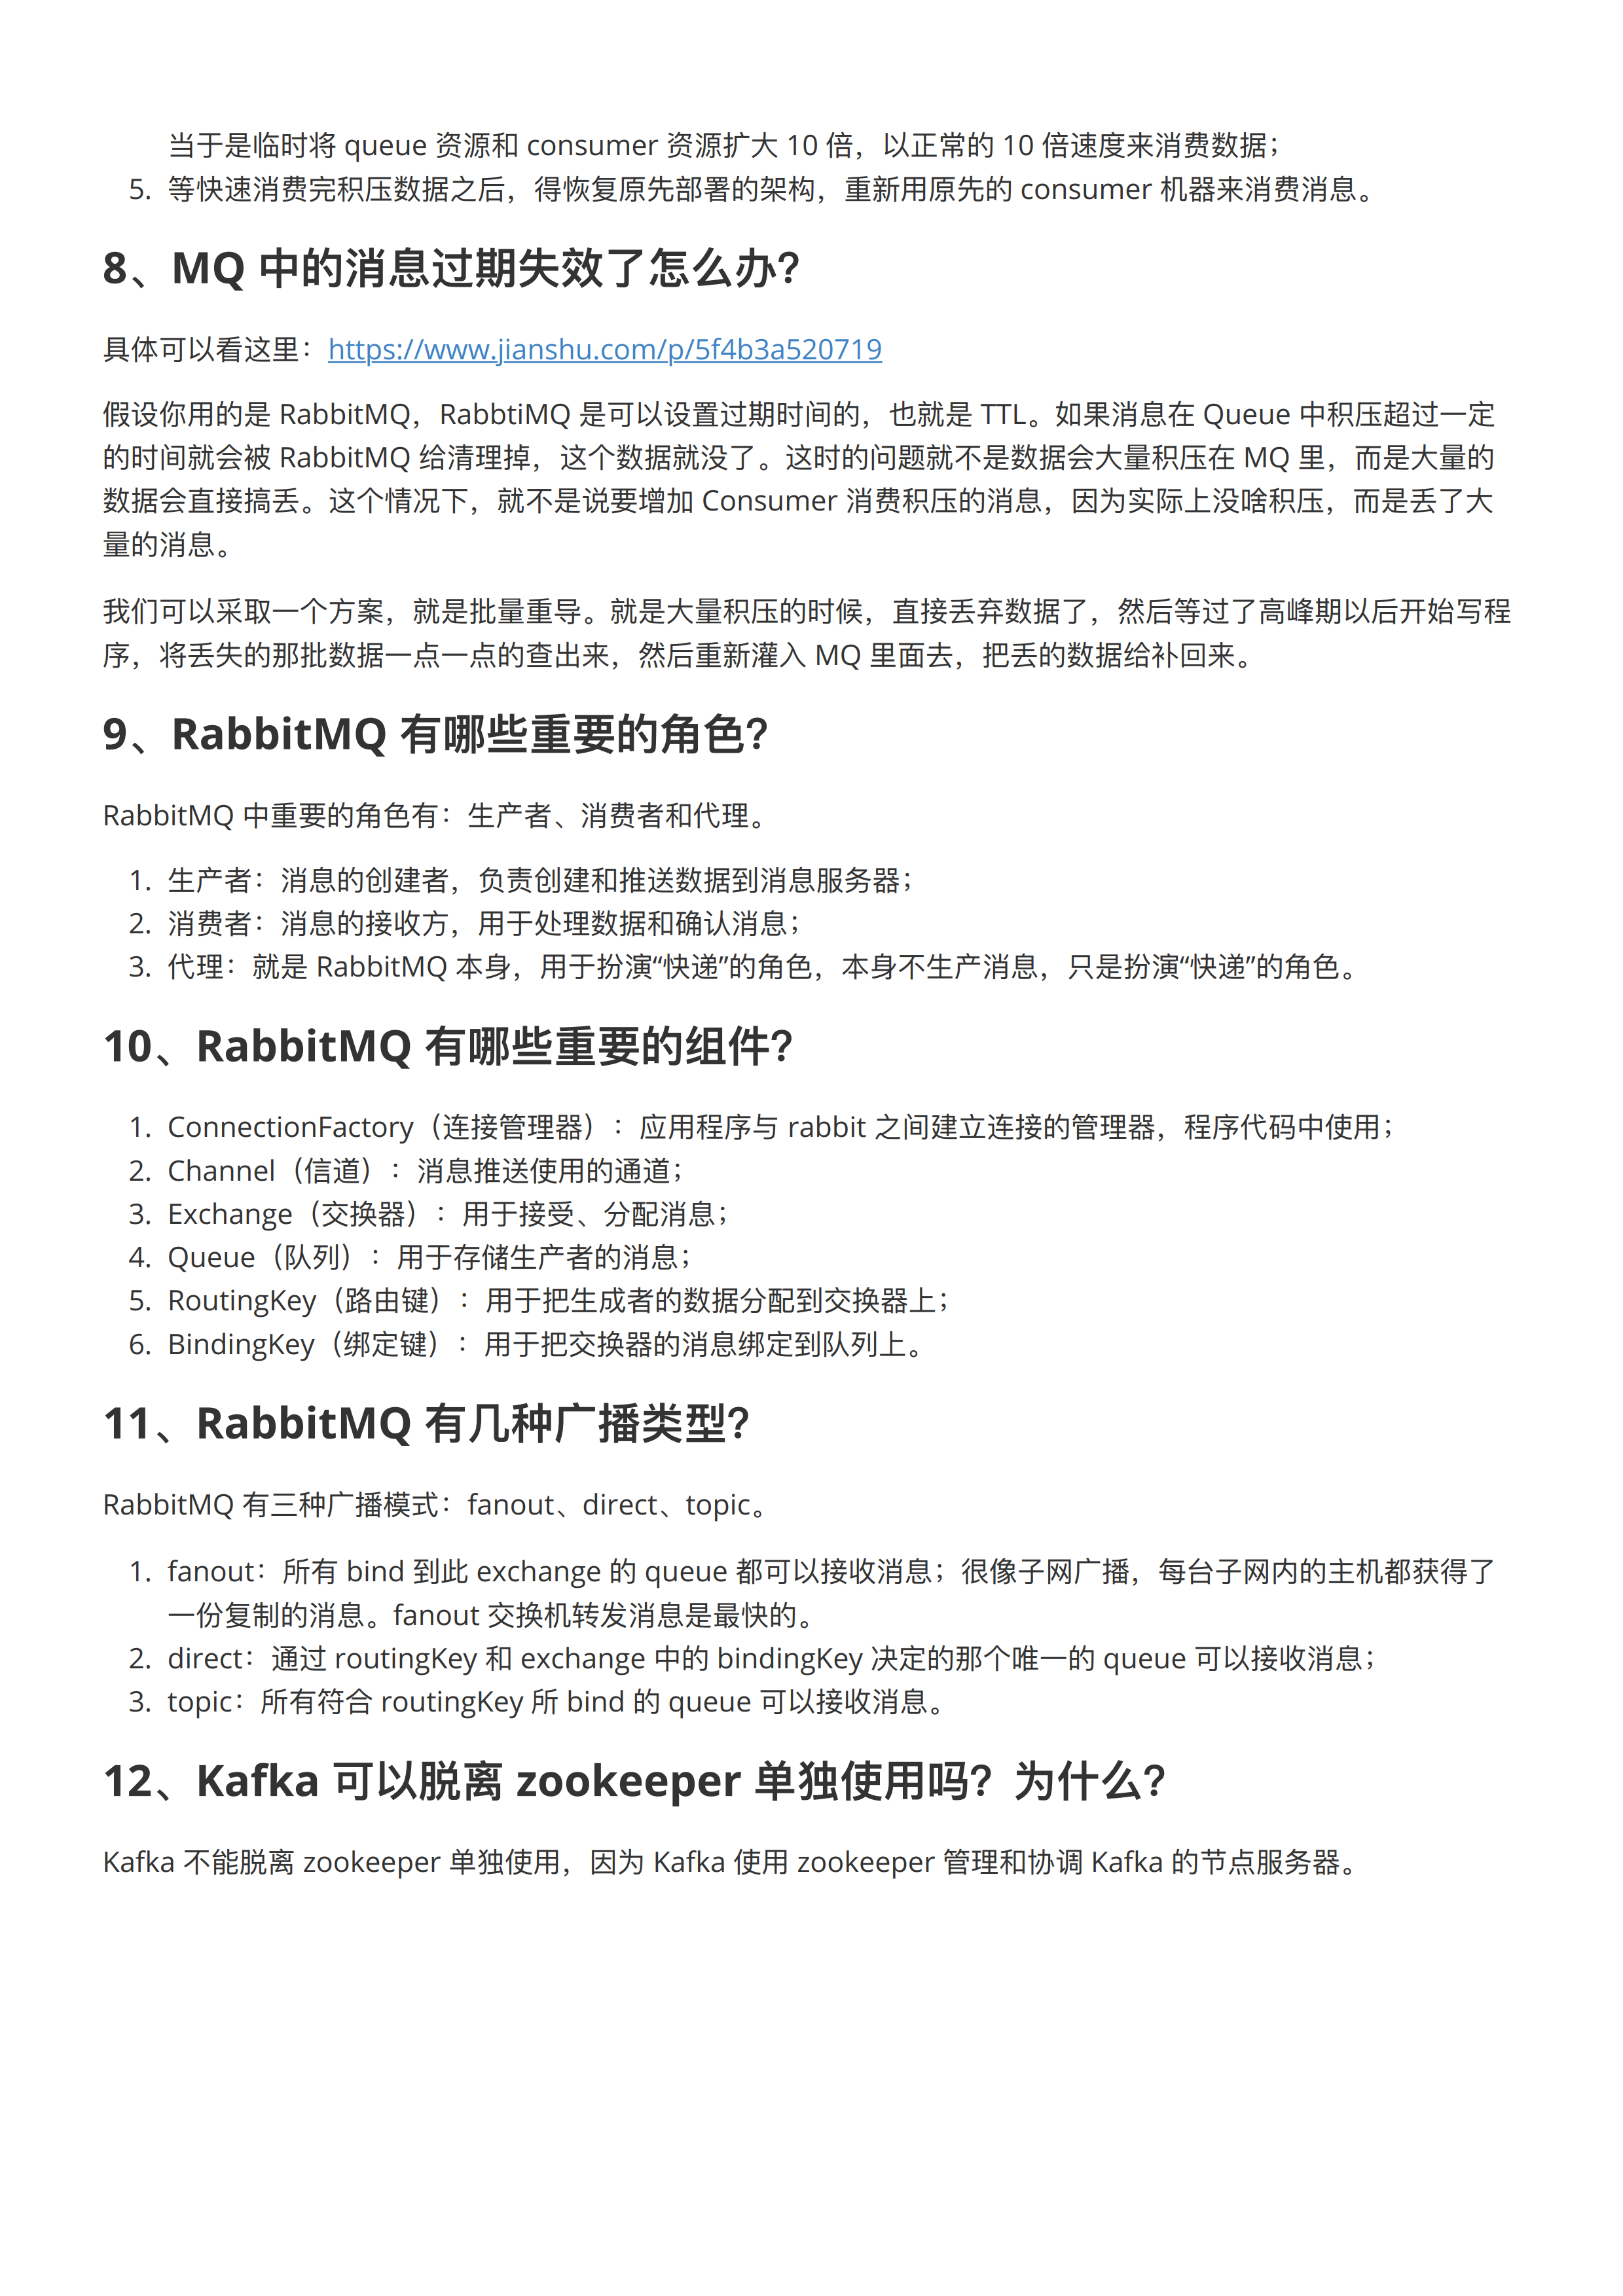 当于是临时将 queue 资源和 consumer 资源扩大 10 倍，以正常的 10 倍速度来消费数据；
5. 等快速消费完积压数据之后，得恢复原先部署的架构，重新用原先的 consumer 机器来消费消息。
8、MQ 中的消息过期失效了怎么办？
具体可以看这里：https://www.jianshu.com/p/5f4b3a520719
假设你用的是 RabbitMQ，RabbtiMQ 是可以设置过期时间的，也就是 TTL。如果消息在 Queue 中积压超过一定
的时间就会被 RabbitMQ 给清理掉，这个数据就没了。这时的问题就不是数据会大量积压在 MQ 里，而是大量的
数据会直接搞丢。这个情况下，就不是说要增加 Consumer 消费积压的消息，因为实际上没啥积压，而是丢了大
量的消息。
我们可以采取一个方案，就是批量重导。就是大量积压的时候，直接丢弃数据了，然后等过了高峰期以后开始写程
序，将丢失的那批数据一点一点的查出来，然后重新灌入 MQ 里面去，把丢的数据给补回来。
9、RabbitMQ 有哪些重要的角色？
RabbitMQ 中重要的角色有：生产者、消费者和代理。
1. 生产者：消息的创建者，负责创建和推送数据到消息服务器；
2. 消费者：消息的接收方，用于处理数据和确认消息；
3. 代理：就是 RabbitMQ 本身，用于扮演“快递”的角色，本身不生产消息，只是扮演“快递”的角色。
10、RabbitMQ 有哪些重要的组件？
1. ConnectionFactory（连接管理器）：应用程序与 rabbit 之间建立连接的管理器，程序代码中使用；
2. Channel（信道）：消息推送使用的通道；
3. Exchange（交换器）：用于接受、分配消息；
4. Queue（队列）：用于存储生产者的消息；
5. RoutingKey（路由键）：用于把生成者的数据分配到交换器上；
6. BindingKey（绑定键）：用于把交换器的消息绑定到队列上。
11、RabbitMQ 有几种广播类型？
RabbitMQ 有三种广播模式：fanout、direct、topic。
1. fanout：所有 bind 到此 exchange 的 queue 都可以接收消息；很像子网广播，每台子网内的主机都获得了
一份复制的消息。fanout 交换机转发消息是最快的。
2. direct：通过 routingKey 和 exchange 中的 bindingKey 决定的那个唯一的 queue 可以接收消息；
3. topic：所有符合 routingKey 所 bind 的 queue 可以接收消息。
12、Kafka 可以脱离 zookeeper 单独使用吗？为什么？
Kafka 不能脱离 zookeeper 单独使用，因为 Kafka 使用 zookeeper 管理和协调 Kafka 的节点服务器。